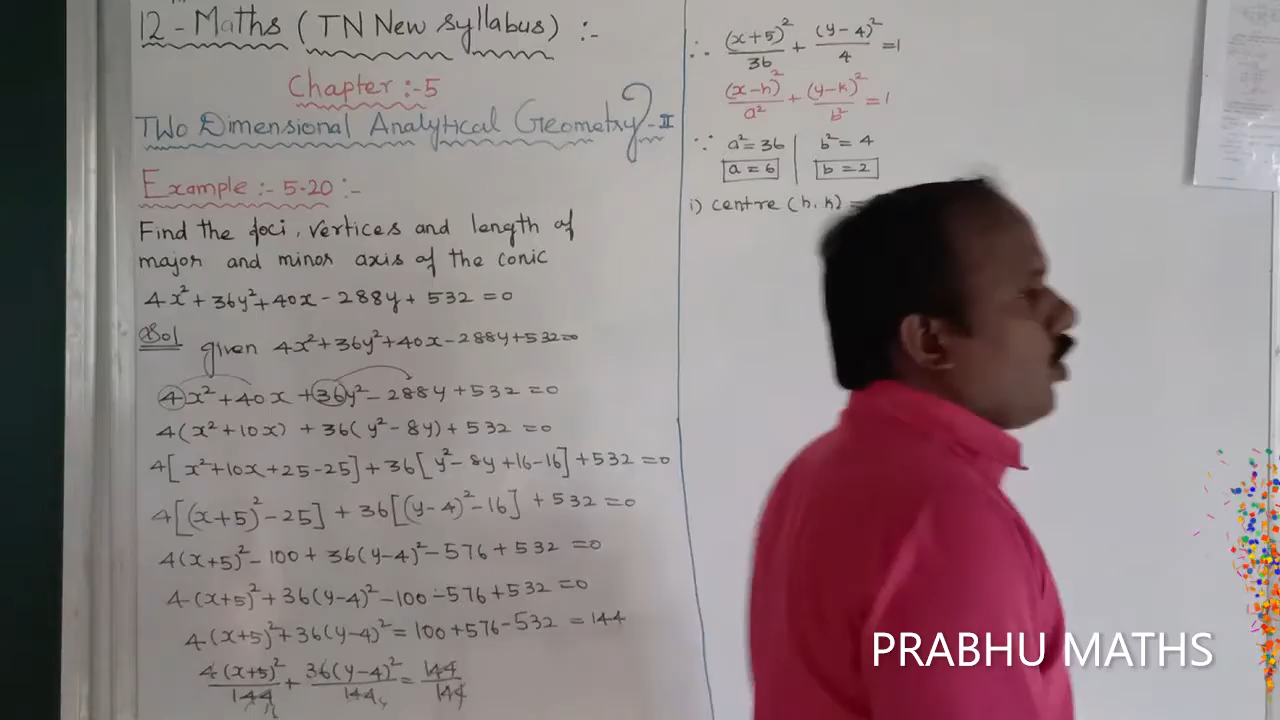 12 - Maths (TN New Syllabus) :-
Chapter :- 5
Two Dimensional Analytical Geometry - II
Example :- 5.20 :-
Find the foci, vertices and length of
major and minor axis of the conic
4x² + 36y² + 40x - 288y + 532 = 0
Sol
given 4x² + 36y² + 40x - 288y + 532 = 0
4x² + 40x + 36y² - 288y + 532 = 0
4(x² + 10x) + 36(y² - 8y) + 532 = 0
4[x² + 10x + 25 - 25] + 36[y² - 8y + 16 - 16] + 532 = 0
4[(x+5)² - 25] + 36[(y-4)² - 16] + 532 = 0
4(x+5)² - 100 + 36(y-4)² - 576 + 532 = 0
4(x+5)² + 36(y-4)² - 100 - 576 + 532 = 0
4(x+5)² + 36(y-4)² = 100 + 576 - 532 = 144
4(x+5)²/144 + 36(y-4)²/144 = 144/144
∴ (x+5)²/36 + (y-4)²/4 = 1
(x-h)²/a² + (y-k)²/b² = 1
∵ a² = 36 | b² = 4
a = 6 | b = 2
i) centre (h, k) =
PRABHU MATHS